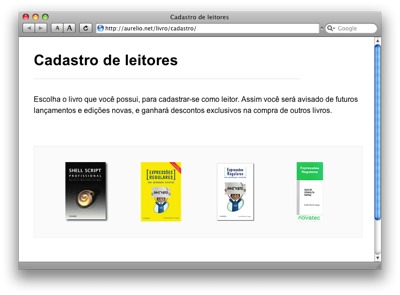 Cadastro de leitores
http://aurelio.net/livro/cadastro/
Google
Cadastro de leitores
Escolha o livro que você possui, para cadastrar-se como leitor. Assim você será avisado de futuros
lançamentos e edições novas, e ganhará descontos exclusivos na compra de outros livros.
SHELL SCRIPT
PROFISSIONAL
EXPRESSÕES
REGULARES
Expressões
Regulares
Expressões
Regulares
novatec